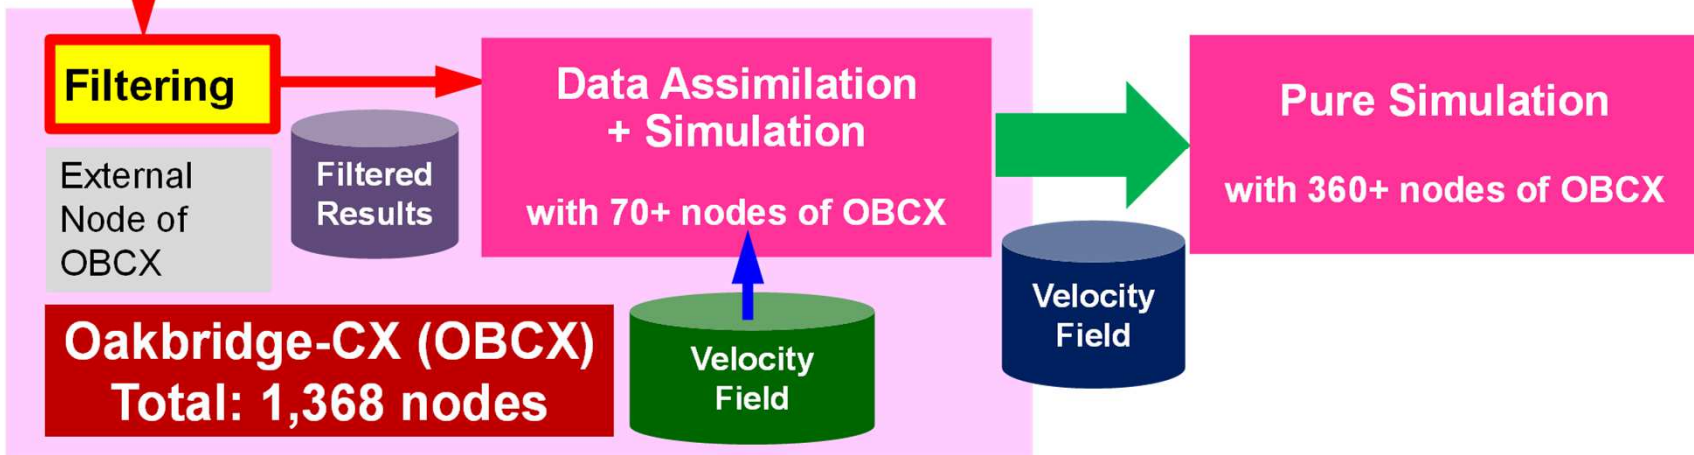 Filtering
External
Node of
OBCX
Filtered
Results
Data Assimilation
+ Simulation
with 70+ nodes of OBCX
Pure Simulation
with 360+ nodes of OBCX
Oakbridge-CX (OBCX)
Total: 1,368 nodes
Velocity
Field
Velocity
Field